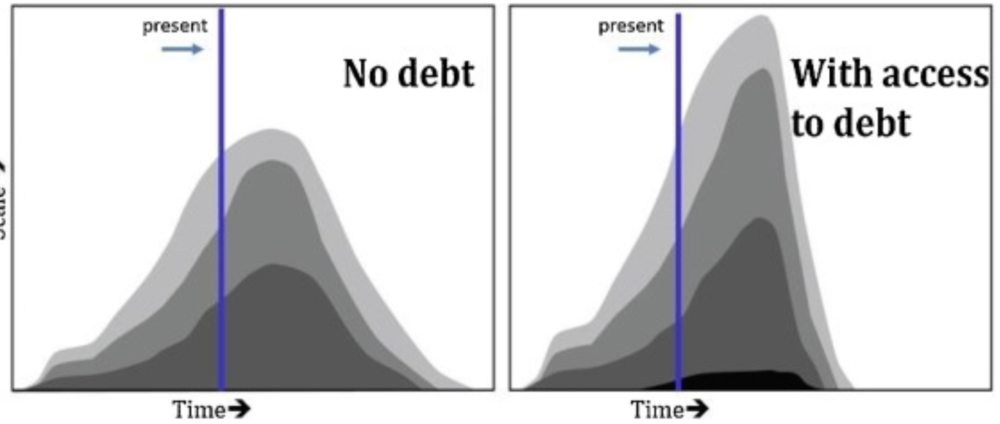 present
No debt
Time➔
present
With access
to debt
Time➔